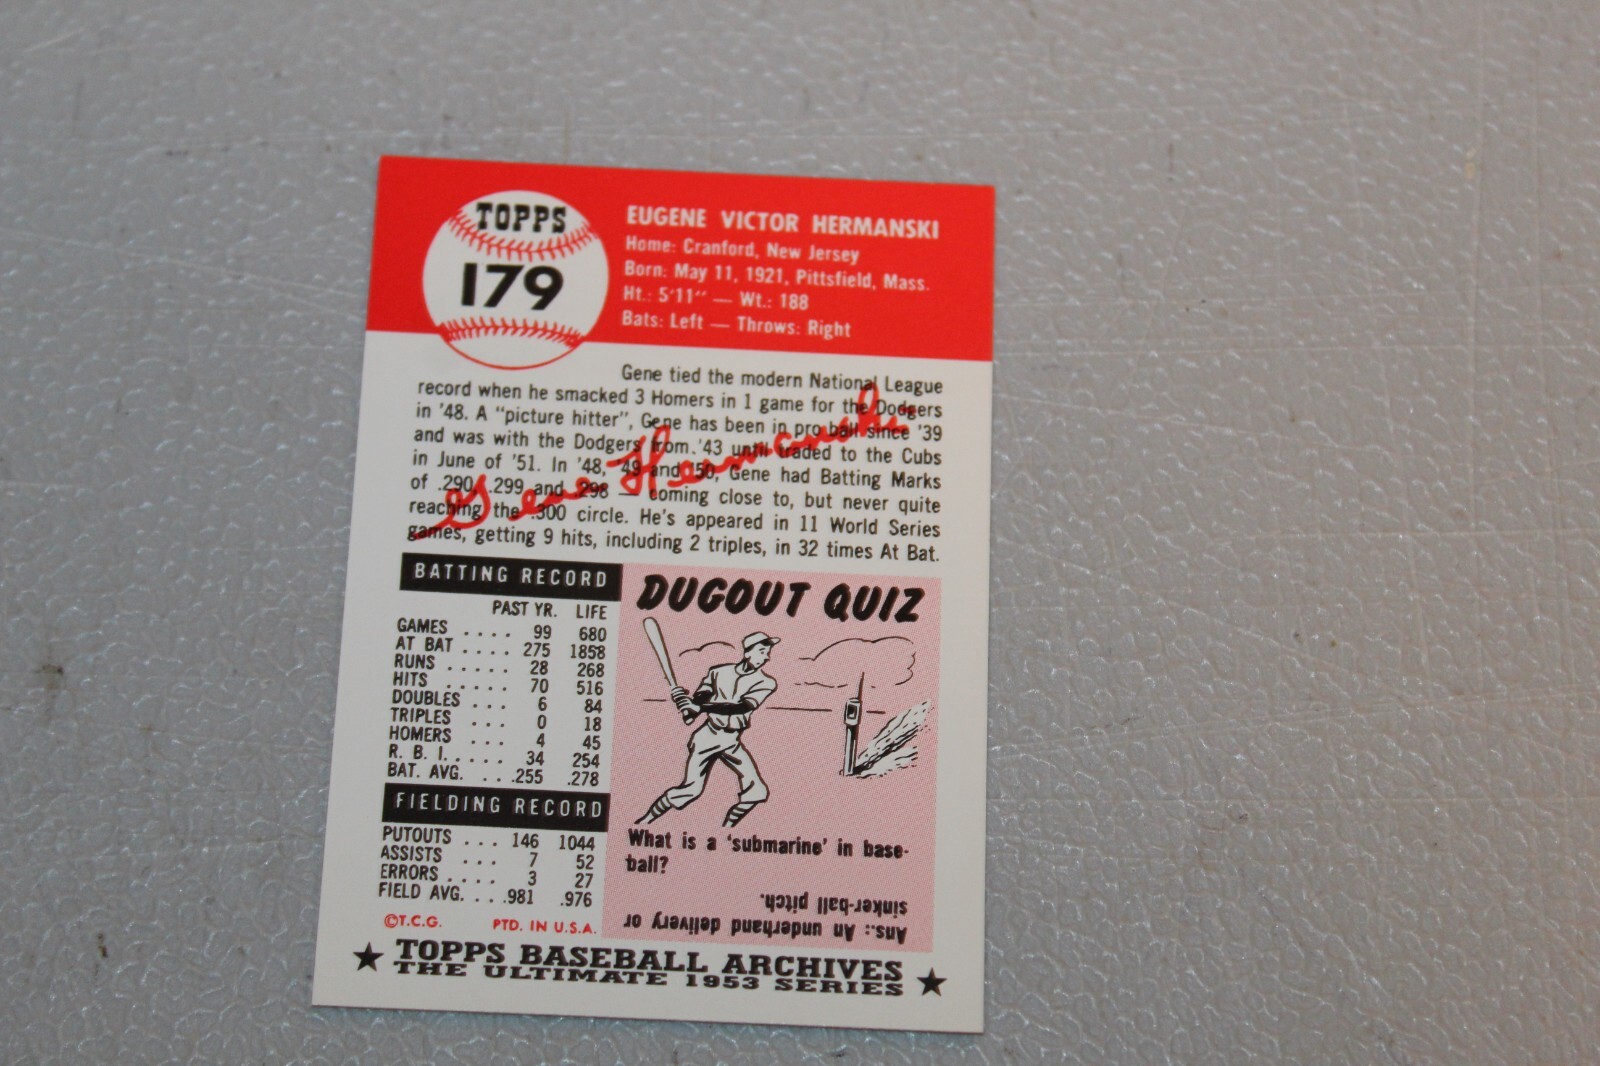 TOPPS
179
EUGENE VICTOR HERMANSKI
Home: Cranford, New Jersey
Born: May 11, 1921, Pittsfield, Mass.
Ht.: 5'11" — Wt.: 188
Bats: Left — Throws: Right
Gene tied the modern National League
record when he smacked 3 Homers in 1 game for the Dodgers
in '48. A "picture hitter", Gene has been in pro ball since '39
and was with the Dodgers from '43 until traded to the Cubs
in June of '51. In '48, '49 and '50, Gene had Batting Marks
of .290, .299 and .298 — coming close to, but never quite
reaching the .300 circle. He's appeared in 11 World Series
games, getting 9 hits, including 2 triples, in 32 times At Bat.
Gene Hermanski
BATTING RECORD
PAST YR. LIFE
GAMES .... 99 680
AT BAT .... 275 1858
RUNS ..... 28 268
HITS ..... 70 516
DOUBLES ... 6 84
TRIPLES ... 0 18
HOMERS ... 4 45
R. B. I. .... 34 254
BAT. AVG. ... .255 .278
FIELDING RECORD
PUTOUTS ... 146 1044
ASSISTS ... 7 52
ERRORS .... 3 27
FIELD AVG. ... .981 .976
©T.C.G. PTD. IN U.S.A.
DUGOUT QUIZ
What is a 'submarine' in base-
ball?
Ans.: An underhand delivery or
sinker-ball pitch.
★ TOPPS BASEBALL ARCHIVES ★
THE ULTIMATE 1953 SERIES